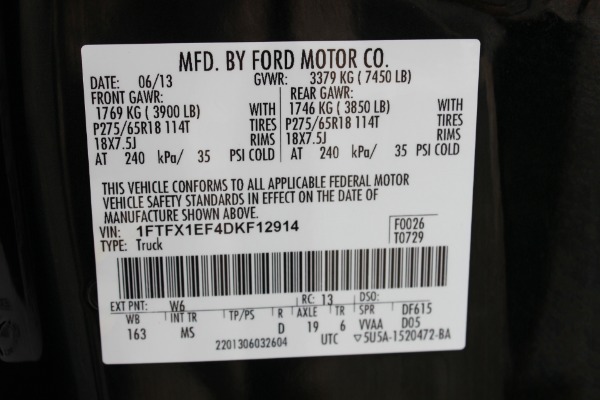 MFD. BY FORD MOTOR CO.
DATE 06/13 GVWR: 3379 KG ( 7450 LB)
FRONT GAWR: REAR GAWR:
1769 KG ( 3900 LB) WITH 1746 KG ( 3850 LB) WITH
P275/65R18 114T TIRES P275/65R18 114T TIRES
18X7.5J RIMS 18X7.5J RIMS
AT 240 kPa/ 35 PSI COLD AT 240 kPa/ 35 PSI COLD
THIS VEHICLE CONFORMS TO ALL APPLICABLE FEDERAL MOTOR
VEHICLE SAFETY STANDARDS IN EFFECT ON THE DATE OF
MANUFACTURE SHOWN ABOVE.
VIN: 1FTFX1EF4DKF12914 F0026
TYPE: Truck T0729
EXT PNT: W6 RC: 13 DSO:
WB INT TR TP/PS R AXLE TR SPR DF615
163 MS D 19 6 VVAA D05
2201306032604 UTC ▽5U5A-1520472-BA